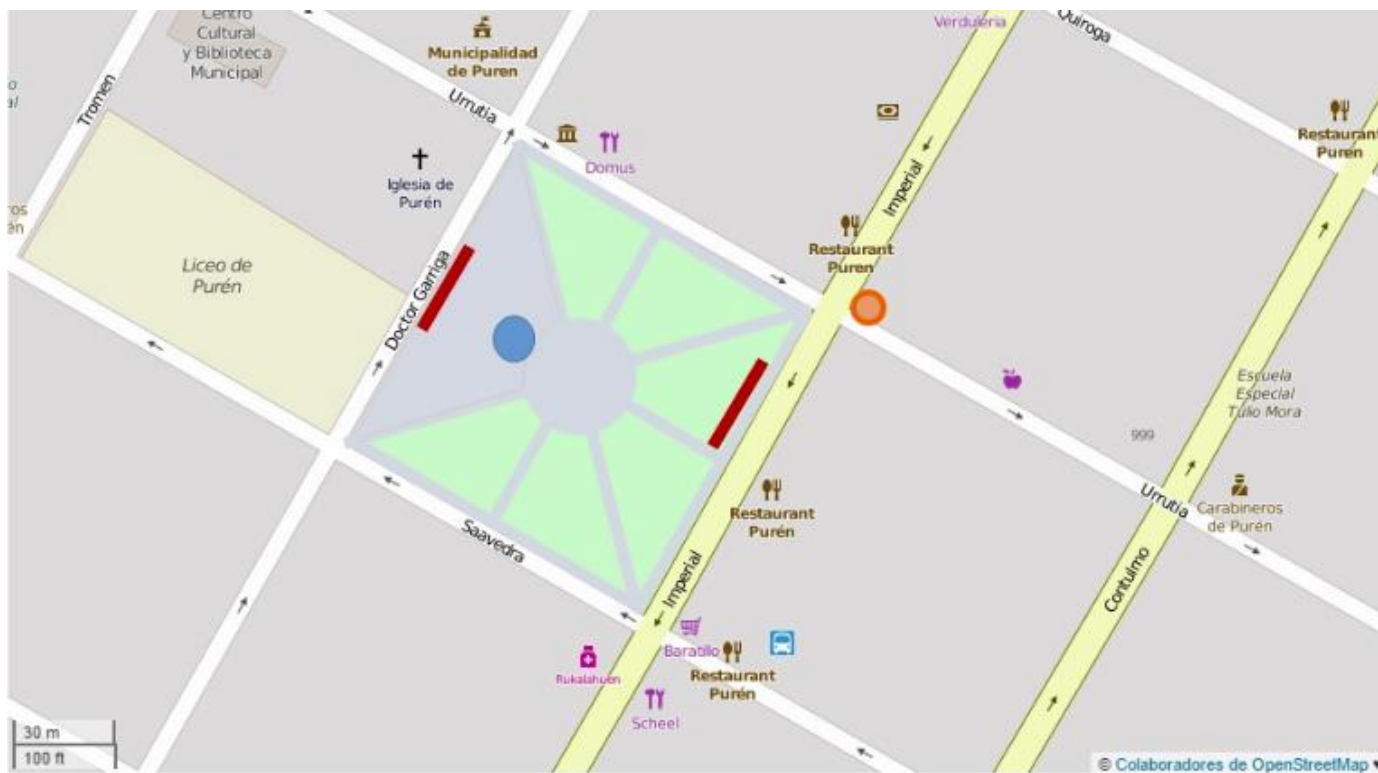 Centro
Cultural
y Biblioteca
Municipal
Municipalidad
de Puren
Verduleria
Quiroga
Tromen
Urrutia
Domus
Iglesia de
Purén
Imperial
Restaurant
Purén
Restaurant
Puren
Liceo de
Purén
Doctor Garriga
Escuela
Especial
Tulio Mora
999
Urrutia
Carabineros
de Purén
Restaurant
Purén
Saavedra
Imperial
Contulmo
Baratillo
Restaurant
Purén
Rukalahuen
Scheel
30 m
100 ft
© Colaboradores de OpenStreetMap